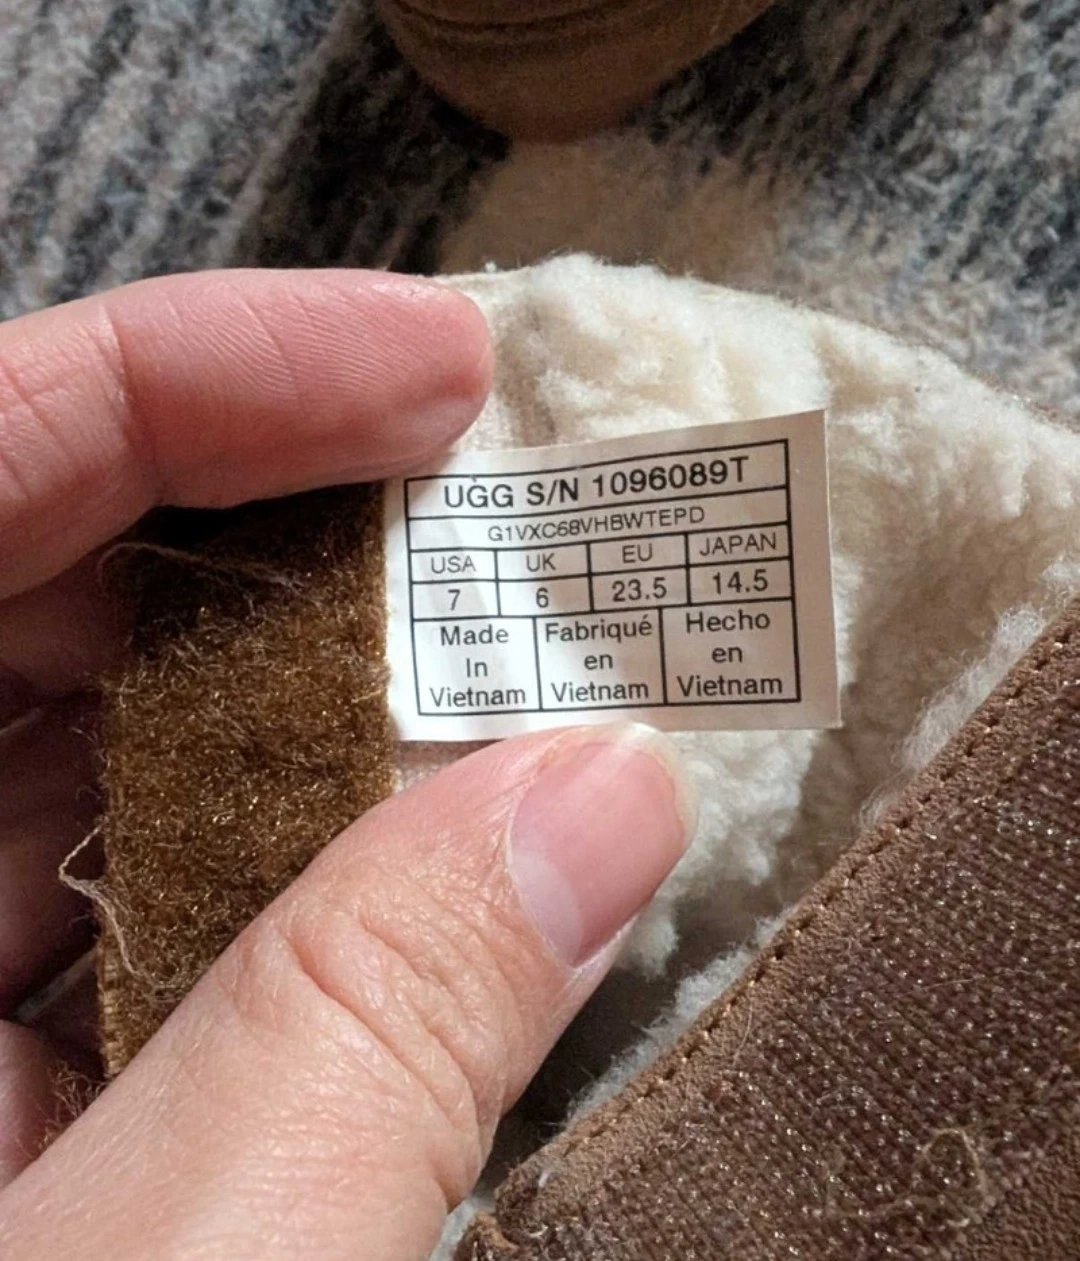 UGG S/N 1096089T
G1VXC68VHBWTEPD
USA UK EU JAPAN
7 6 23.5 14.5
Made Fabriqué Hecho
In en en
Vietnam Vietnam Vietnam